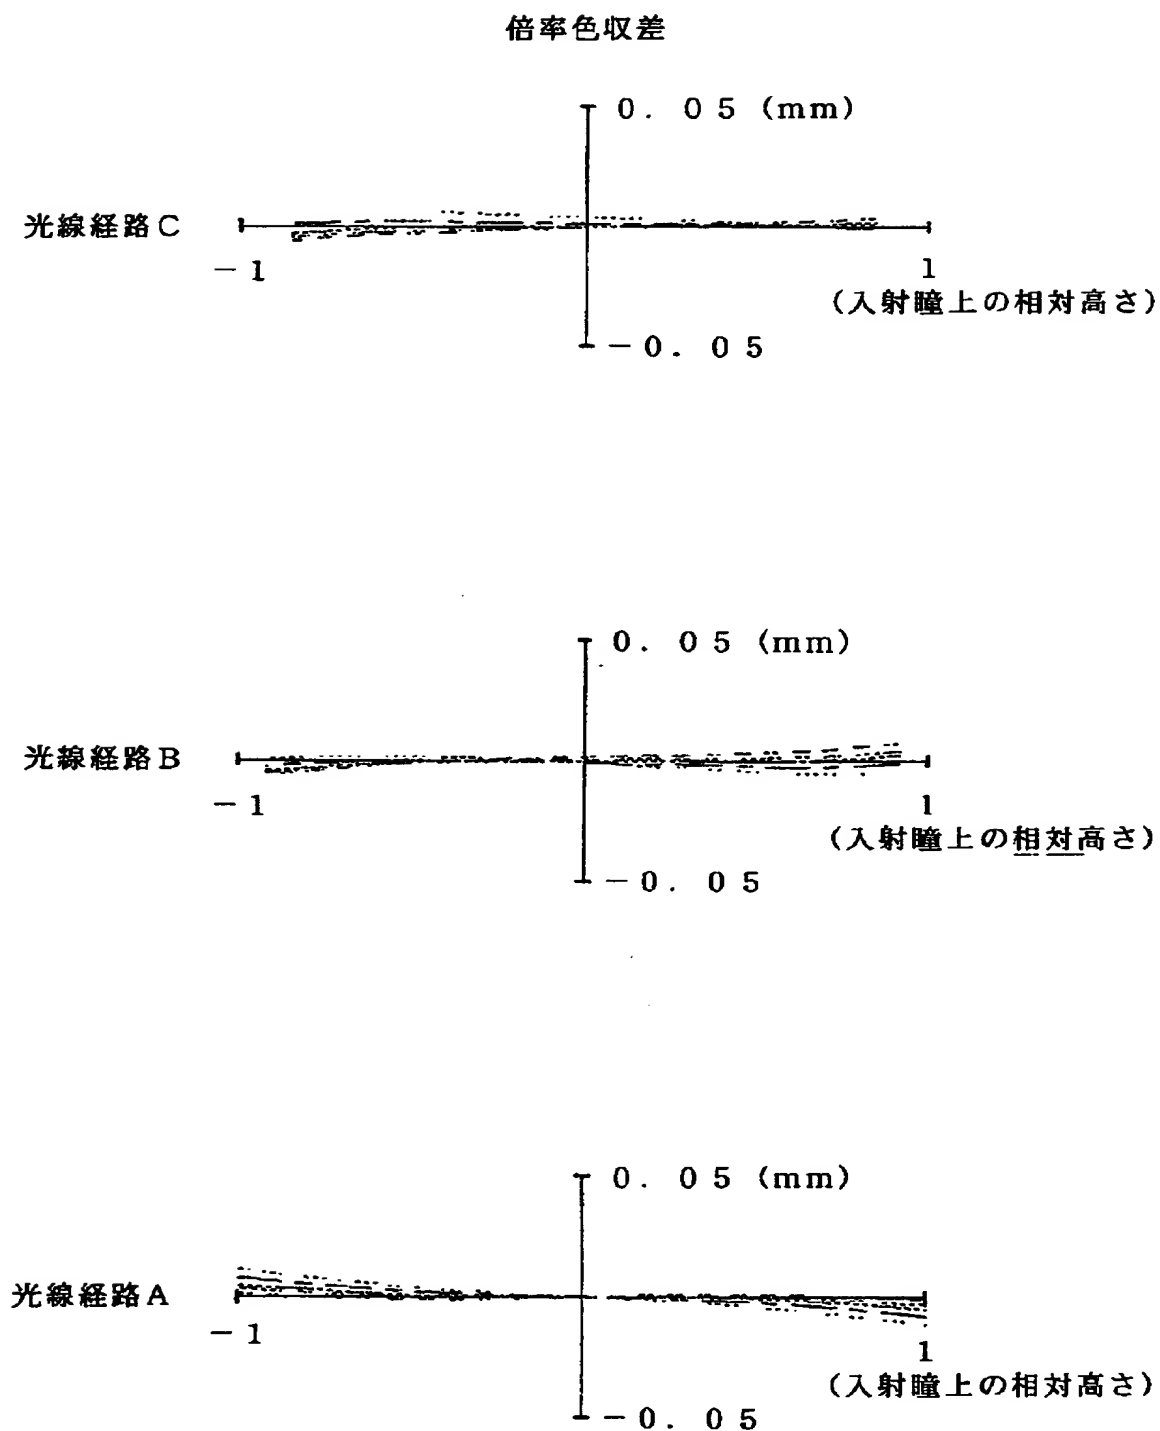 倍率色収差
0. 05 (mm)
光線経路C
-1
1
(入射瞳上の相対高さ)
-0. 05
0. 05 (mm)
光線経路B
-1
1
(入射瞳上の相対高さ)
-0. 05
0. 05 (mm)
光線経路A
-1
1
(入射瞳上の相対高さ)
-0. 05